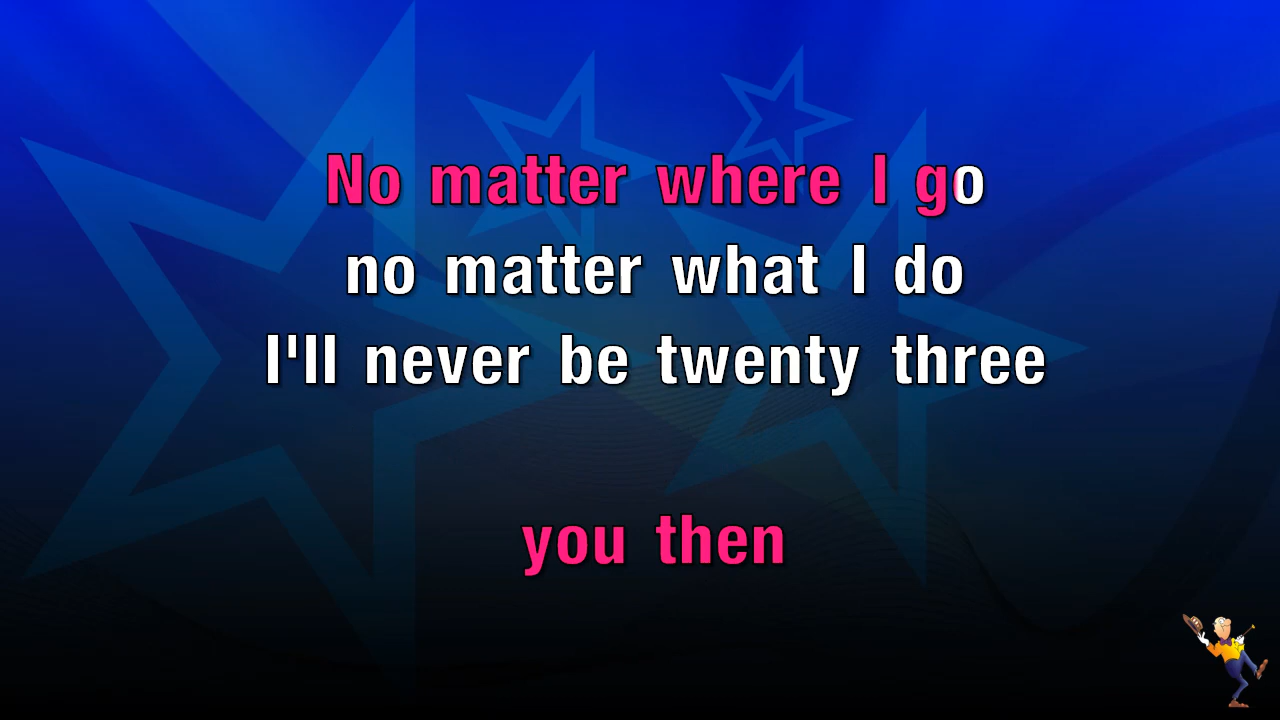 No matter where I go
no matter what I do
I'll never be twenty three
you then